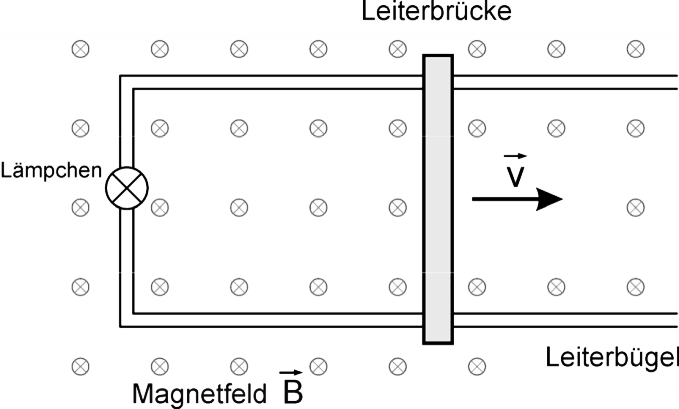 Leiterbrücke
Lämpchen
v
Leiterbügel
Magnetfeld B